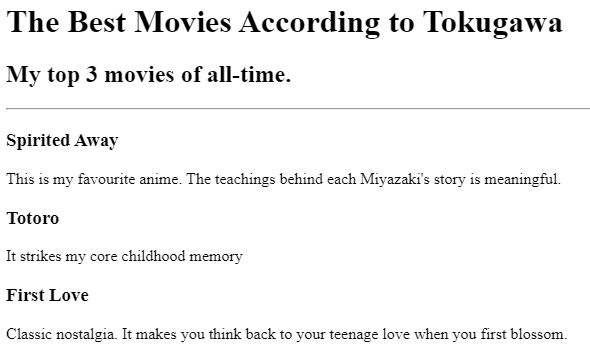 The Best Movies According to Tokugawa
My top 3 movies of all-time.
Spirited Away
This is my favourite anime. The teachings behind each Miyazaki's story is meaningful.
Totoro
It strikes my core childhood memory
First Love
Classic nostalgia. It makes you think back to your teenage love when you first blossom.